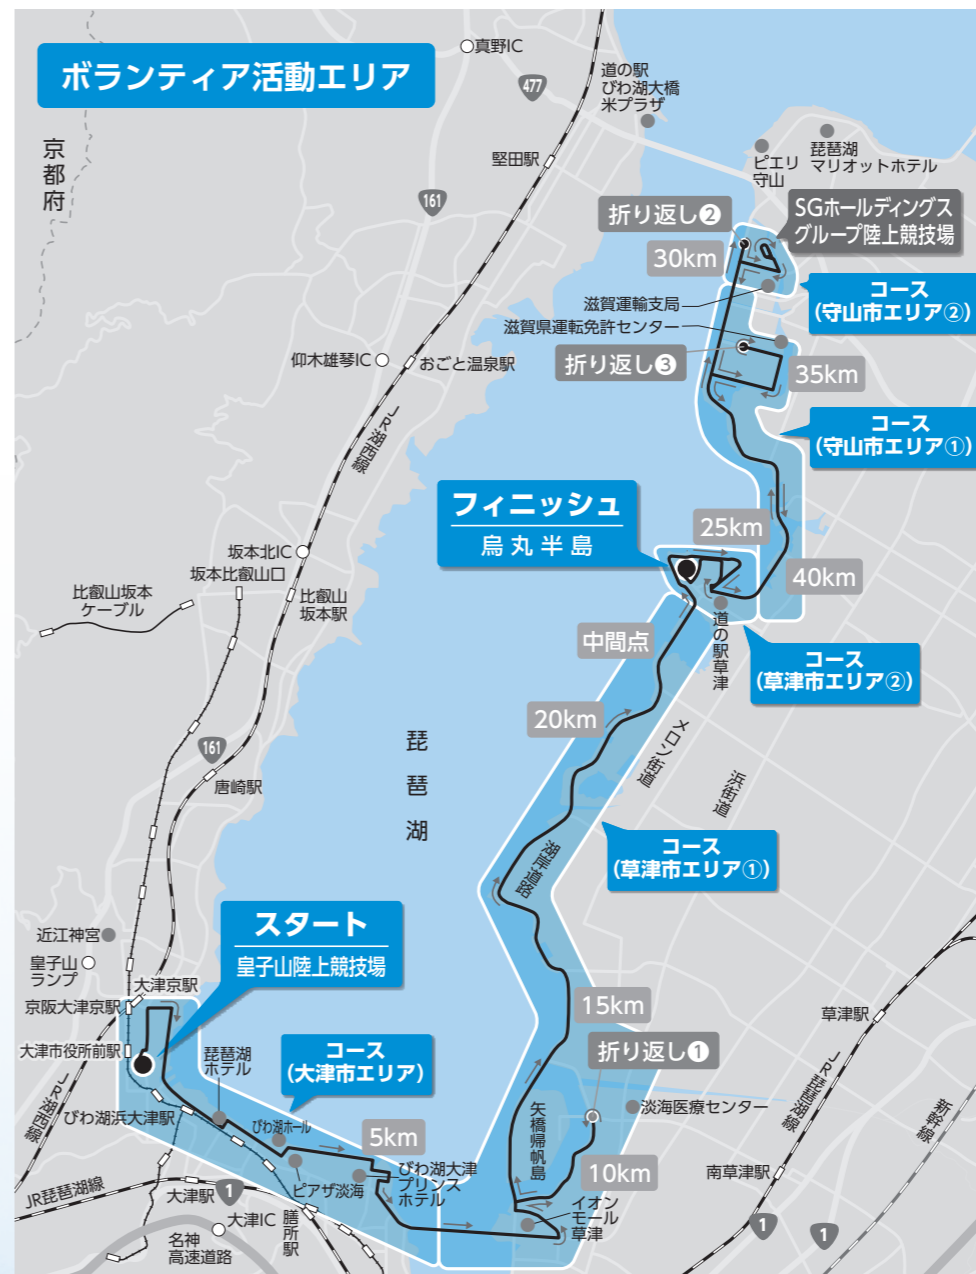 ボランティア活動エリア
真野IC
477
道の駅
びわ湖大橋
米プラザ
京都府
堅田駅
161
ピエリ
守山
琵琶湖
マリオットホテル
折り返し❷
SGホールディングス
グループ陸上競技場
30km
コース
(守山市エリア②)
滋賀運輸支局
滋賀県運転免許センター
仰木雄琴IC
おごと温泉駅
折り返し❸
35km
JR湖西線
コース
(守山市エリア①)
フィニッシュ
烏丸半島
25km
坂本北IC
坂本比叡山口
比叡山坂本
ケーブル
比叡山
坂本駅
40km
道の駅草津
中間点
コース
(草津市エリア②)
20km
メロン街道
浜街道
161
唐崎駅
琵琶湖
湖岸道路
コース
(草津市エリア①)
スタート
皇子山陸上競技場
近江神宮
皇子山
ランプ
大津京駅
京阪大津京駅
15km
草津駅
大津市役所前駅
琵琶湖
ホテル
コース
(大津市エリア)
折り返し❶
JR湖西線
びわ湖浜大津駅
びわ湖ホール
5km
矢橋帰帆島
淡海医療センター
JR琵琶湖線
新幹線
10km
南草津駅
JR琵琶湖線
大津駅
1
ピアザ淡海
びわ湖大津
プリンス
ホテル
イオン
モール
草津
大津IC
膳所駅
名神
高速道路
1
1